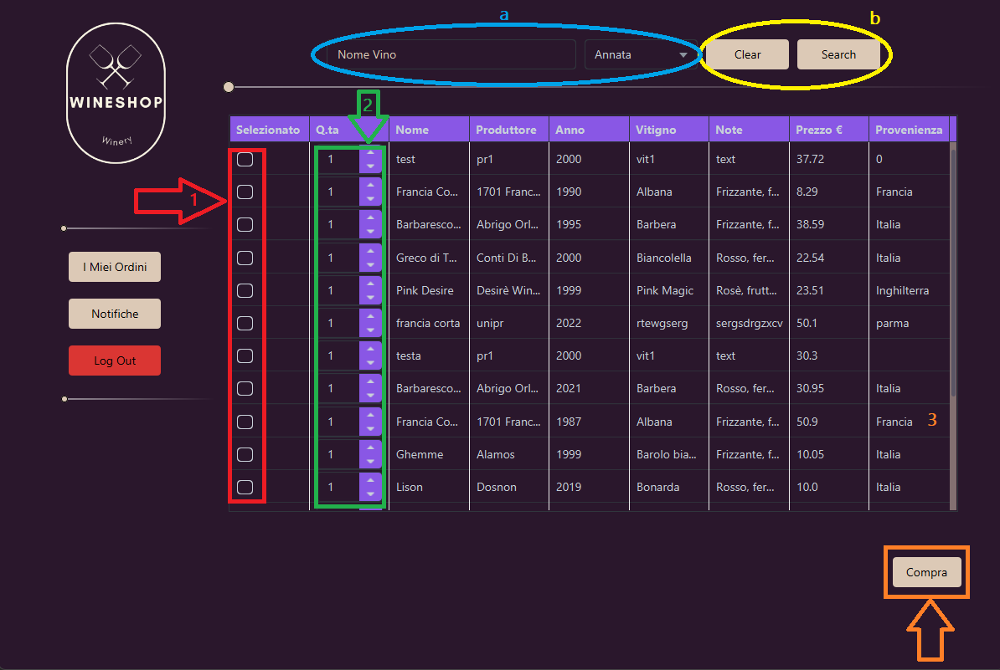 a
b
Nome Vino Annata Clear Search
WINESHOP
Winery
2
Selezionato Q.ta Nome Produttore Anno Vitigno Note Prezzo € Provenienza
1 test pr1 2000 vit1 text 37.72 0
1 Francia Co... 1701 Franc... 1990 Albana Frizzante, f... 8.29 Francia
1
1 Barbaresco... Abrigo Orl... 1995 Barbera Frizzante, f... 38.59 Italia
1 Greco di T... Conti Di B... 2000 Biancolella Rosso, fer... 22.54 Italia
1 Pink Desire Desirè Win... 1999 Pink Magic Rosè, frutt... 23.51 Inghilterra
1 francia corta unipr 2022 rtewgserg sergsdrgzxcv 50.1 parma
1 testa pr1 2000 vit1 text 30.3
1 Barbaresco... Abrigo Orl... 2021 Barbera Rosso, fer... 30.95 Italia
1 Francia Co... 1701 Franc... 1987 Albana Frizzante, f... 50.9 Francia
3
1 Ghemme Alamos 1999 Barolo bia... Frizzante, f... 10.05 Italia
1 Lison Dosnon 2019 Bonarda Rosso, fer... 10.0 Italia
I Miei Ordini
Notifiche
Log Out
Compra